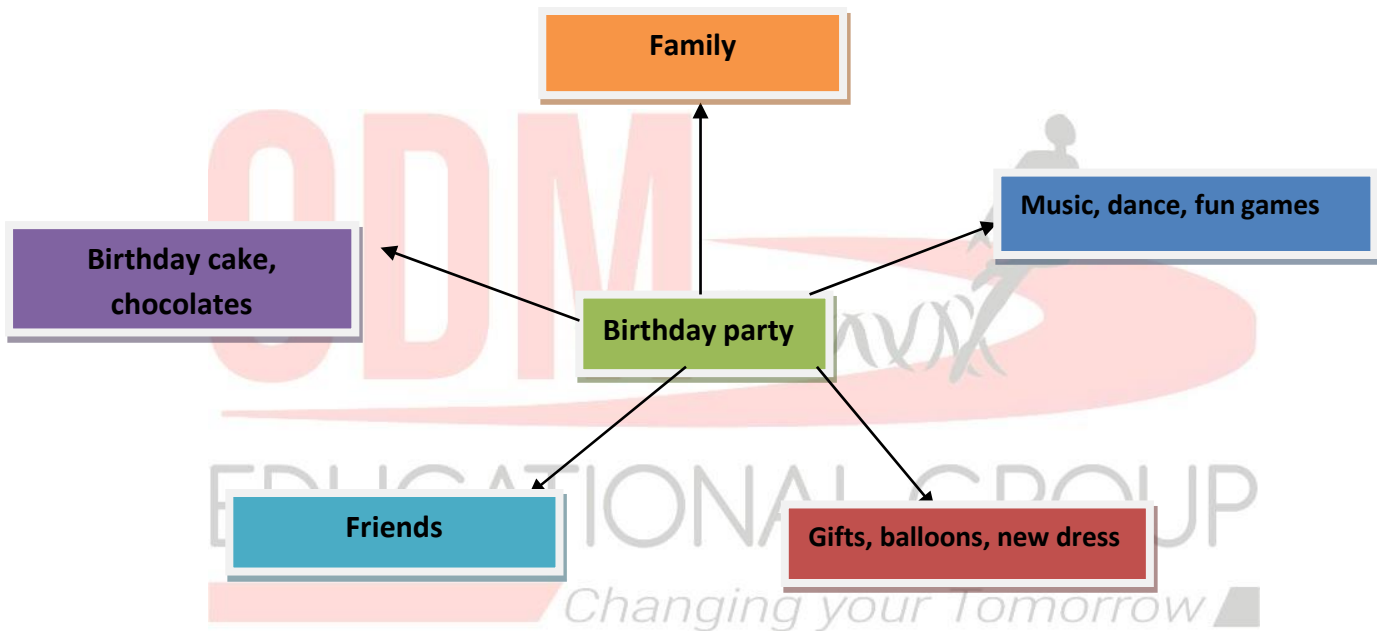 Family
Music, dance, fun games
Birthday cake,
chocolates
Birthday party
Friends
Gifts, balloons, new dress
ODM
EDUCATIONAL GROUP
Changing your Tomorrow